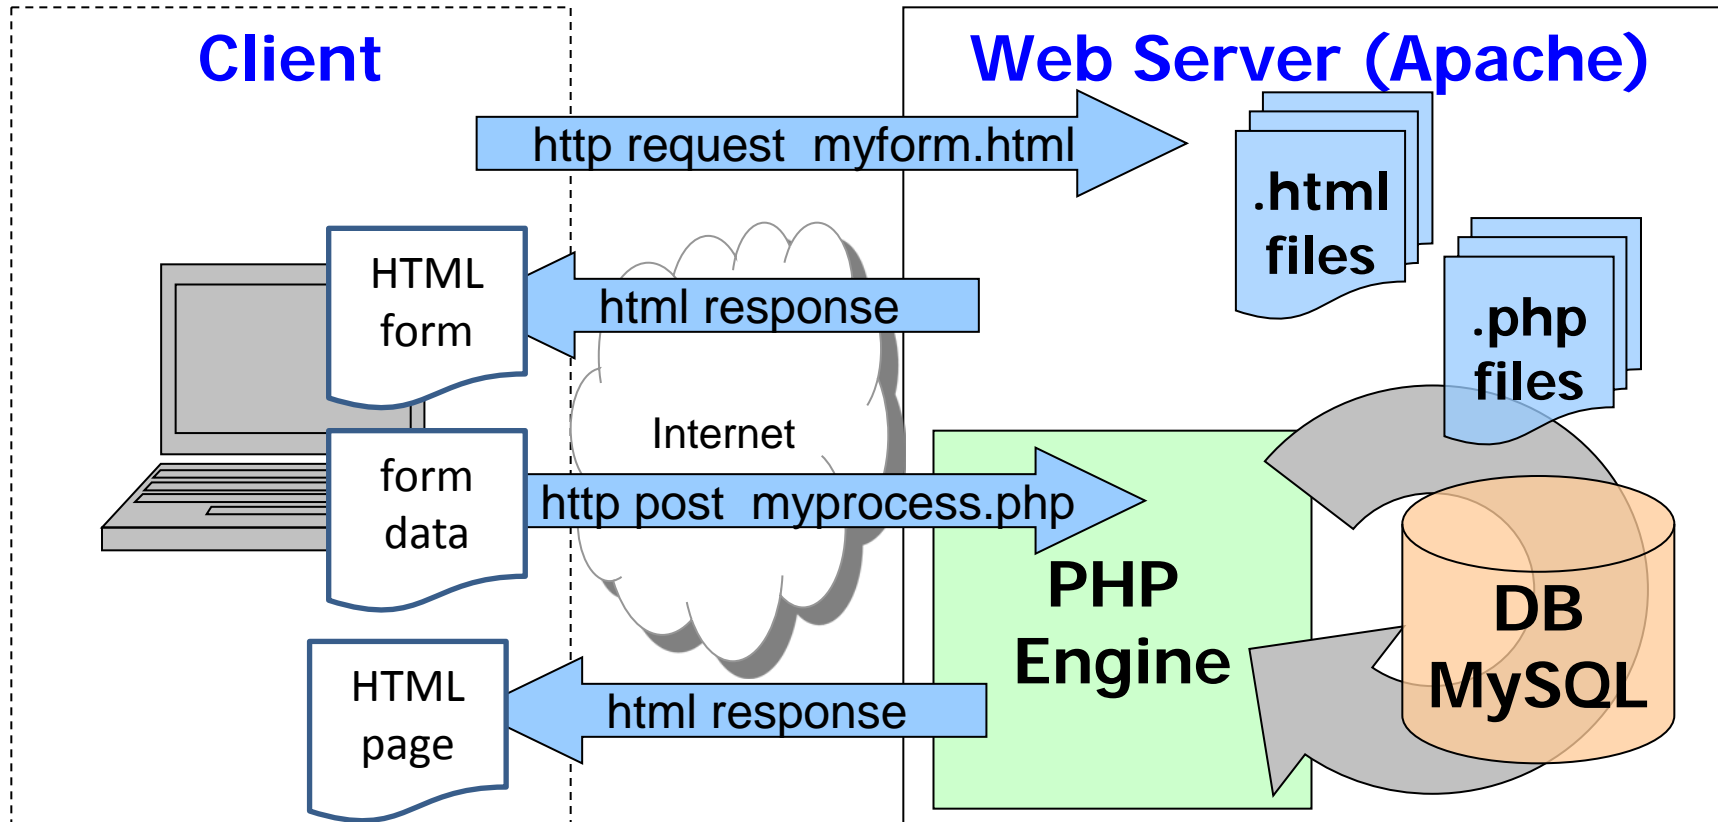 Client
Web Server (Apache)
http request  myform.html
.html
files
HTML
form
html response
.php
files
Internet
form
data
http post  myprocess.php
PHP
Engine
DB
MySQL
HTML
page
html response